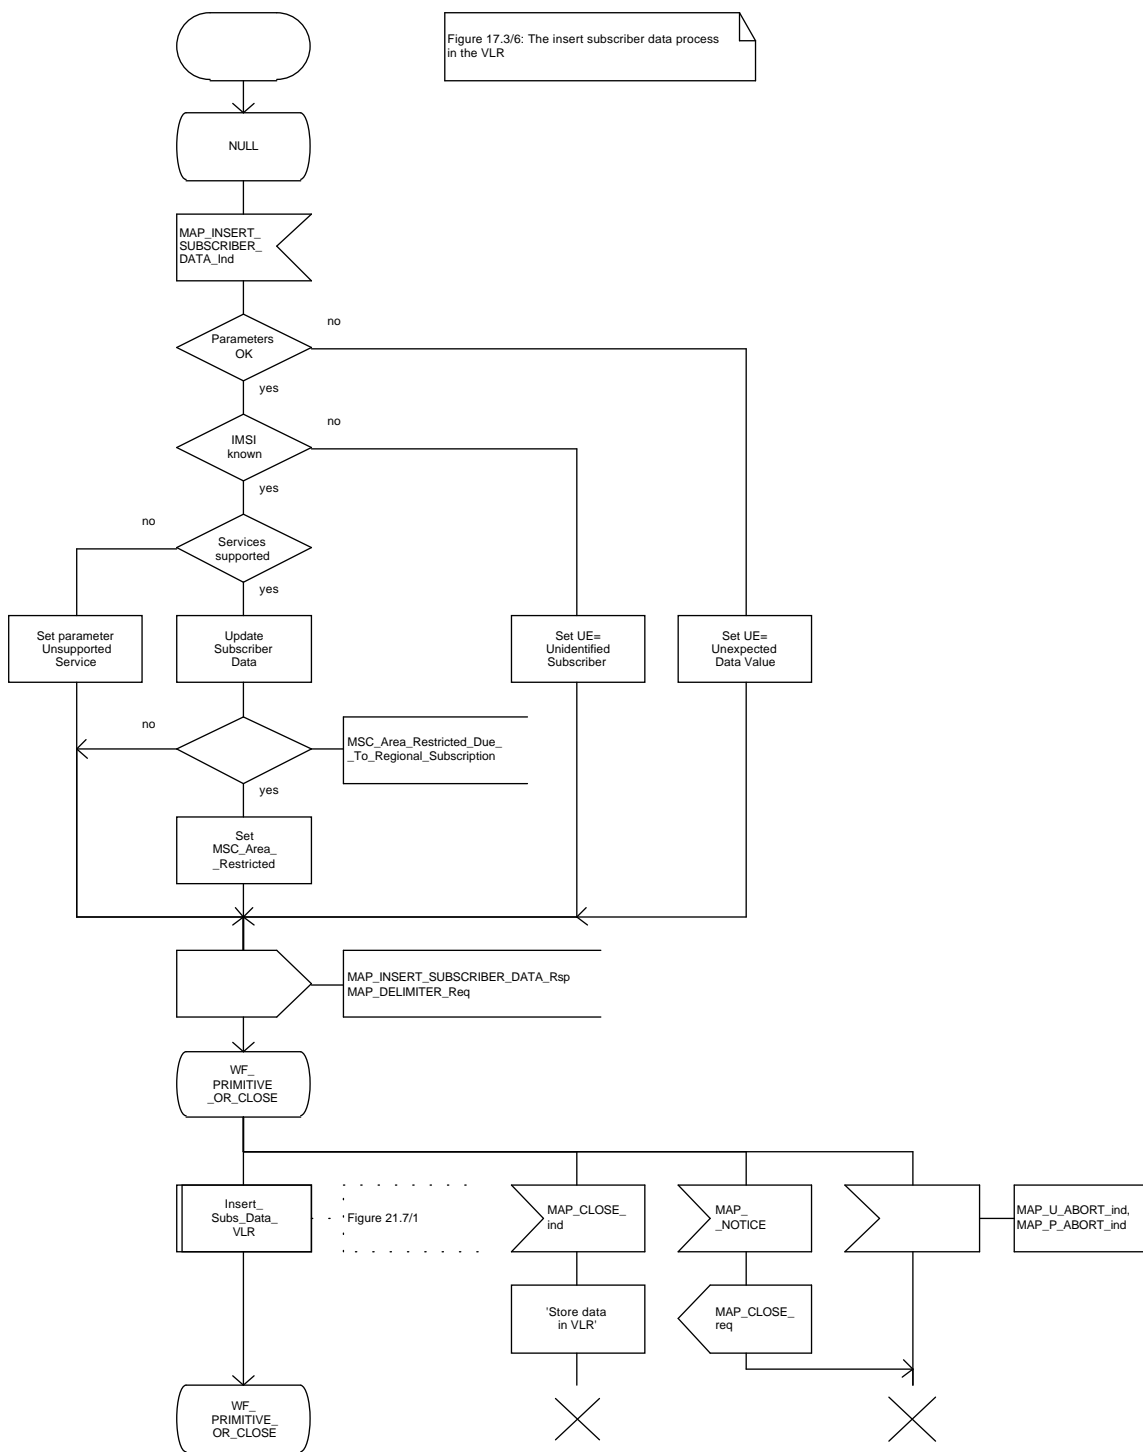 Figure 17.3/6: The insert subscriber data process
in the VLR
NULL
MAP_INSERT_
SUBSCRIBER_
DATA_Ind
no
Parameters
OK
yes
no
IMSI
known
yes
no
Services
supported
yes
Set parameter
Unsupported
Service
Update
Subscriber
Data
Set UE=
Unidentified
Subscriber
Set UE=
Unexpected
Data Value
no
MSC_Area_Restricted_Due_
_To_Regional_Subscription
yes
Set
MSC_Area_
_Restricted
MAP_INSERT_SUBSCRIBER_DATA_Rsp
MAP_DELIMITER_Req
WF_
PRIMITIVE
_OR_CLOSE
Insert_
Subs_Data_
VLR
Figure 21.7/1
MAP_CLOSE_
ind
MAP_
_NOTICE
MAP_U_ABORT_ind,
MAP_P_ABORT_ind
'Store data
in VLR'
MAP_CLOSE_
req
WF_
PRIMITIVE_
OR_CLOSE